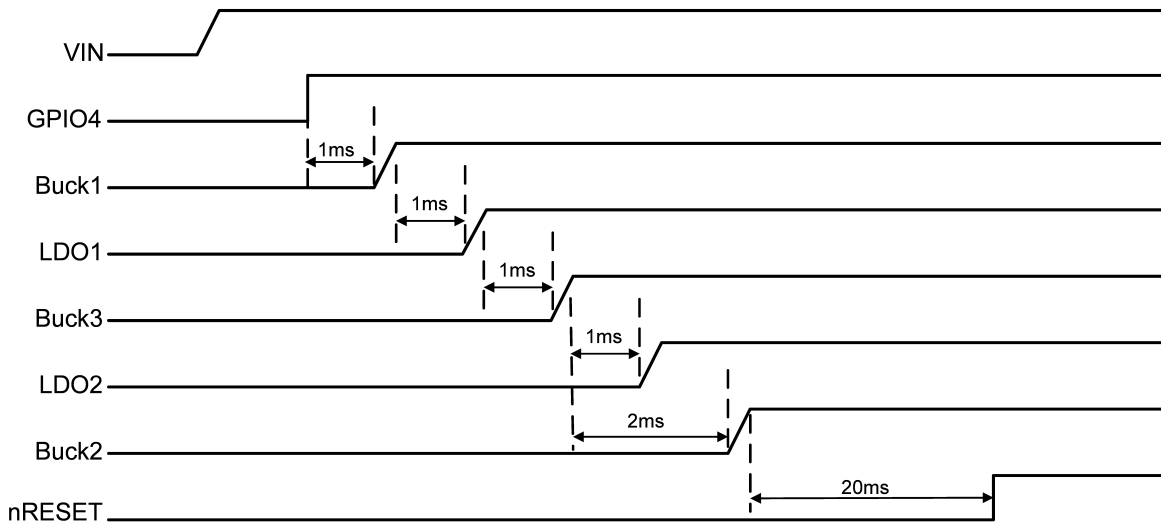 VIN
GPIO4
1ms
Buck1
1ms
LDO1
1ms
Buck3
1ms
LDO2
2ms
Buck2
20ms
nRESET